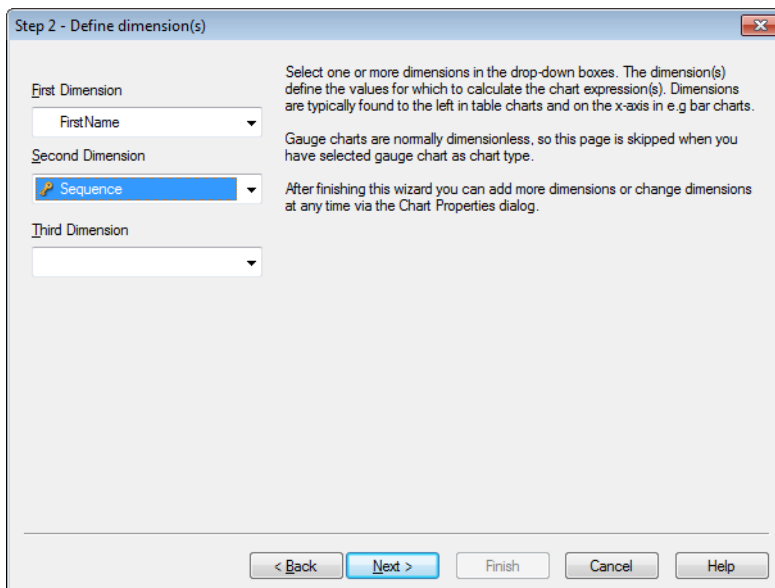 Step 2 - Define dimension(s)
First Dimension
FirstName
Second Dimension
Sequence
Third Dimension
Select one or more dimensions in the drop-down boxes. The dimension(s)
define the values for which to calculate the chart expression(s). Dimensions
are typically found to the left in table charts and on the x-axis in e.g bar charts.
Gauge charts are normally dimensionless, so this page is skipped when you
have selected gauge chart as chart type.
After finishing this wizard you can add more dimensions or change dimensions
at any time via the Chart Properties dialog.
< Back
Next >
Finish
Cancel
Help